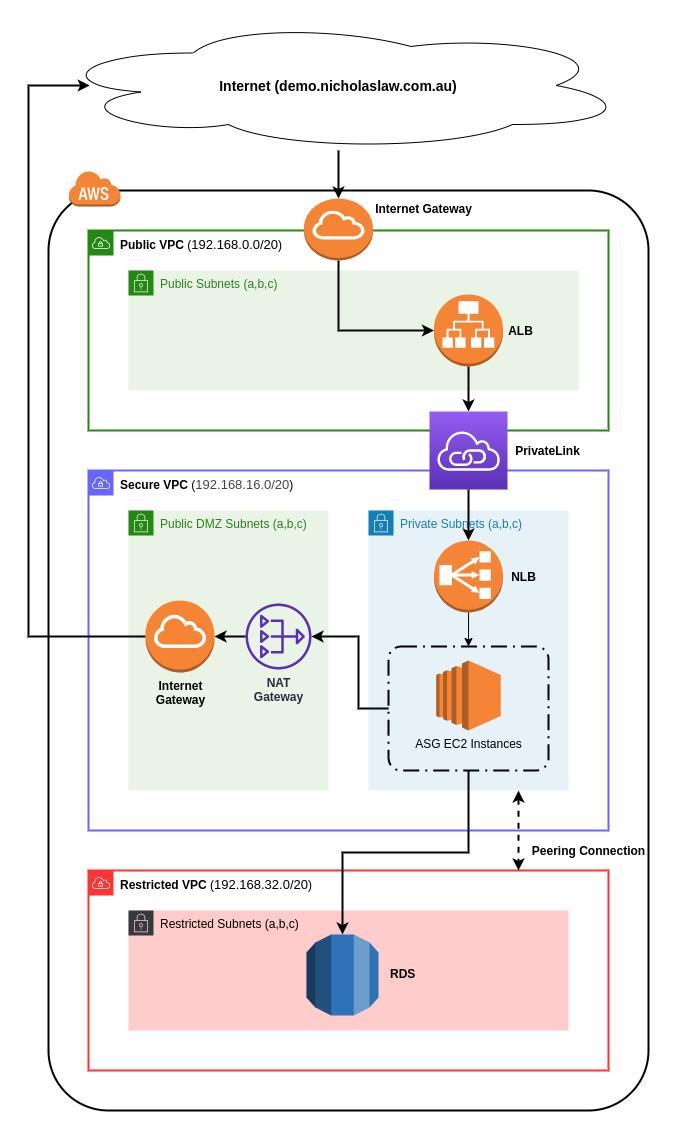 Internet (demo.nicholaslaw.com.au)
AWS
Internet Gateway
Public VPC (192.168.0.0/20)
Public Subnets (a,b,c)
ALB
PrivateLink
Secure VPC (192.168.16.0/20)
Public DMZ Subnets (a,b,c)
Private Subnets (a,b,c)
NLB
Internet
Gateway
NAT
Gateway
ASG EC2 Instances
Peering Connection
Restricted VPC (192.168.32.0/20)
Restricted Subnets (a,b,c)
RDS